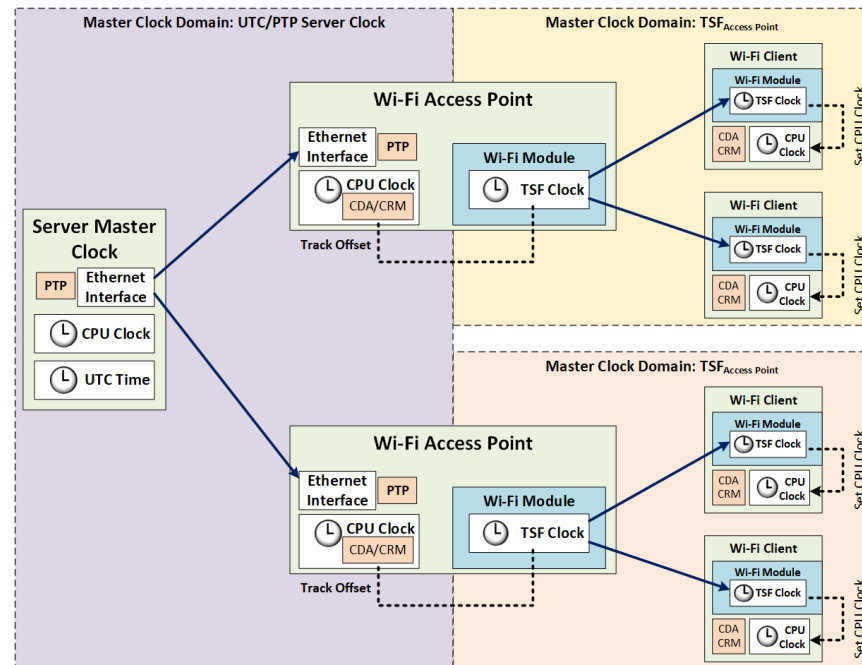 Master Clock Domain: UTC/PTP Server Clock
Master Clock Domain: TSF Access Point
Server Master
Clock
PTP
Ethernet
Interface
CPU Clock
UTC Time
Wi-Fi Access Point
Ethernet
Interface
PTP
CPU Clock
CDA/CRM
Wi-Fi Module
TSF Clock
Track Offset
Wi-Fi Client
Wi-Fi Module
TSF Clock
CDA
CRM
CPU
Clock
Set CPU Clock
Wi-Fi Client
Wi-Fi Module
TSF Clock
CDA
CRM
CPU
Clock
Set CPU Clock
Master Clock Domain: TSF Access Point
Wi-Fi Access Point
Ethernet
Interface
PTP
CPU Clock
CDA/CRM
Wi-Fi Module
TSF Clock
Track Offset
Wi-Fi Client
Wi-Fi Module
TSF Clock
CDA
CRM
CPU
Clock
Set CPU Clock
Wi-Fi Client
Wi-Fi Module
TSF Clock
CDA
CRM
CPU
Clock
Set CPU Clock